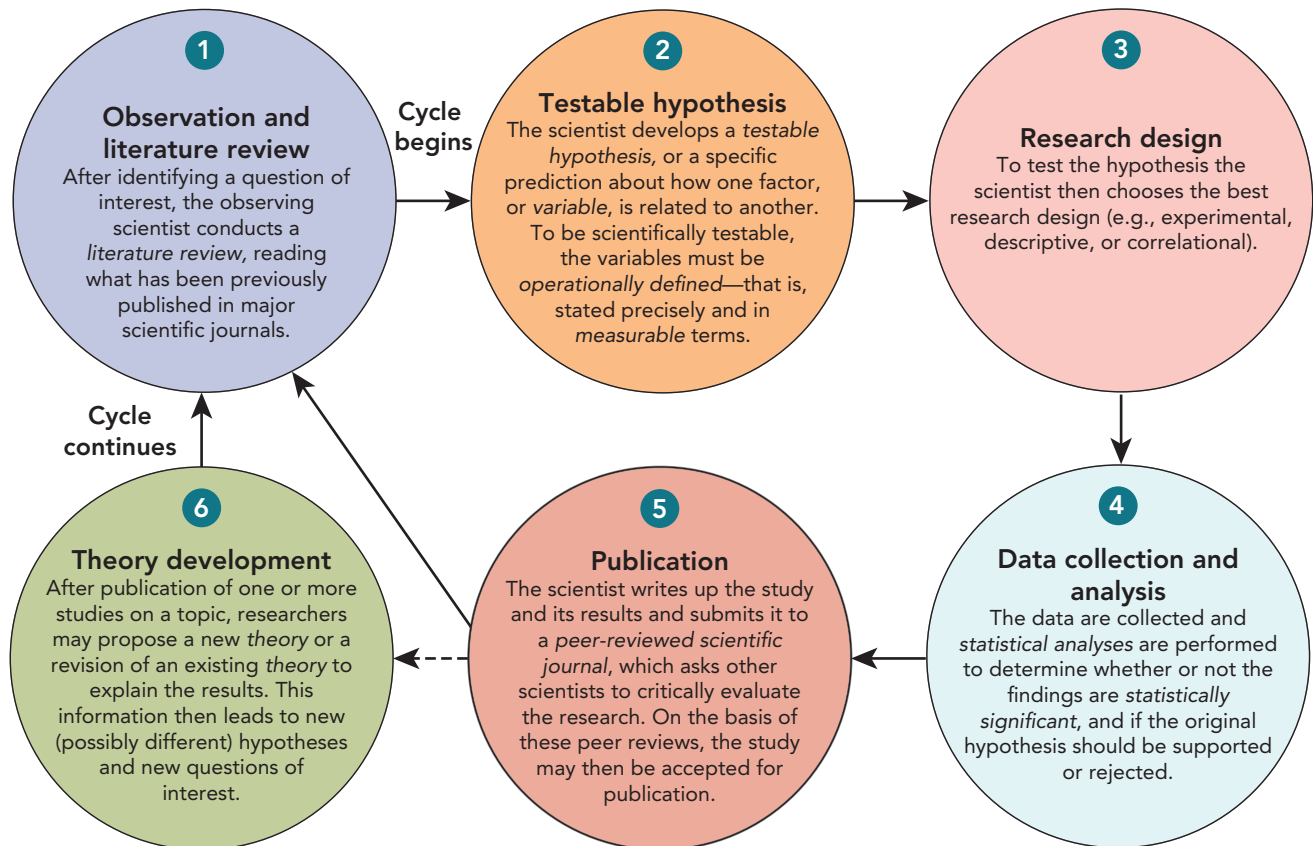 1
Observation and
literature review
After identifying a question of
interest, the observing
scientist conducts a
literature review, reading
what has been previously
published in major
scientific journals.
Cycle
begins
2
Testable hypothesis
The scientist develops a testable
hypothesis, or a specific
prediction about how one factor,
or variable, is related to another.
To be scientifically testable,
the variables must be
operationally defined—that is,
stated precisely and in
measurable terms.
3
Research design
To test the hypothesis the
scientist then chooses the best
research design (e.g., experimental,
descriptive, or correlational).
4
Data collection and
analysis
The data are collected and
statistical analyses are performed
to determine whether or not the
findings are statistically
significant, and if the original
hypothesis should be supported
or rejected.
5
Publication
The scientist writes up the study
and its results and submits it to
a peer-reviewed scientific
journal, which asks other
scientists to critically evaluate
the research. On the basis of
these peer reviews, the study
may then be accepted for
publication.
6
Theory development
After publication of one or more
studies on a topic, researchers
may propose a new theory or a
revision of an existing theory to
explain the results. This
information then leads to new
(possibly different) hypotheses
and new questions of
interest.
Cycle
continues